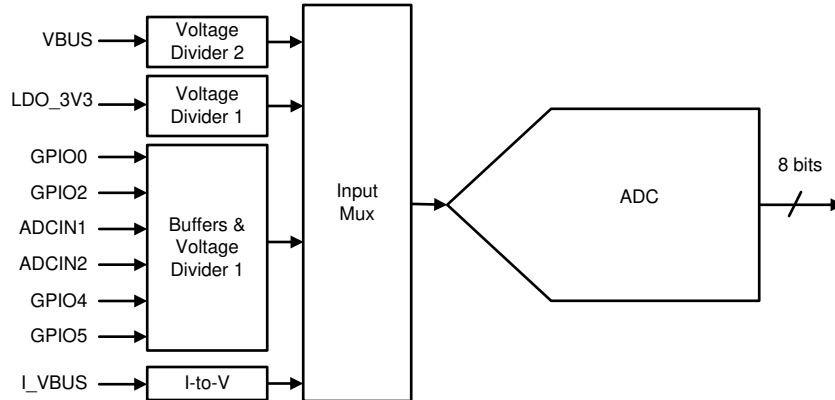 VBUS
Voltage
Divider 2
LDO_3V3
Voltage
Divider 1
GPIO0
GPIO2
ADCIN1
ADCIN2
GPIO4
GPIO5
Buffers &
Voltage
Divider 1
I_VBUS
I-to-V
Input
Mux
ADC
8 bits